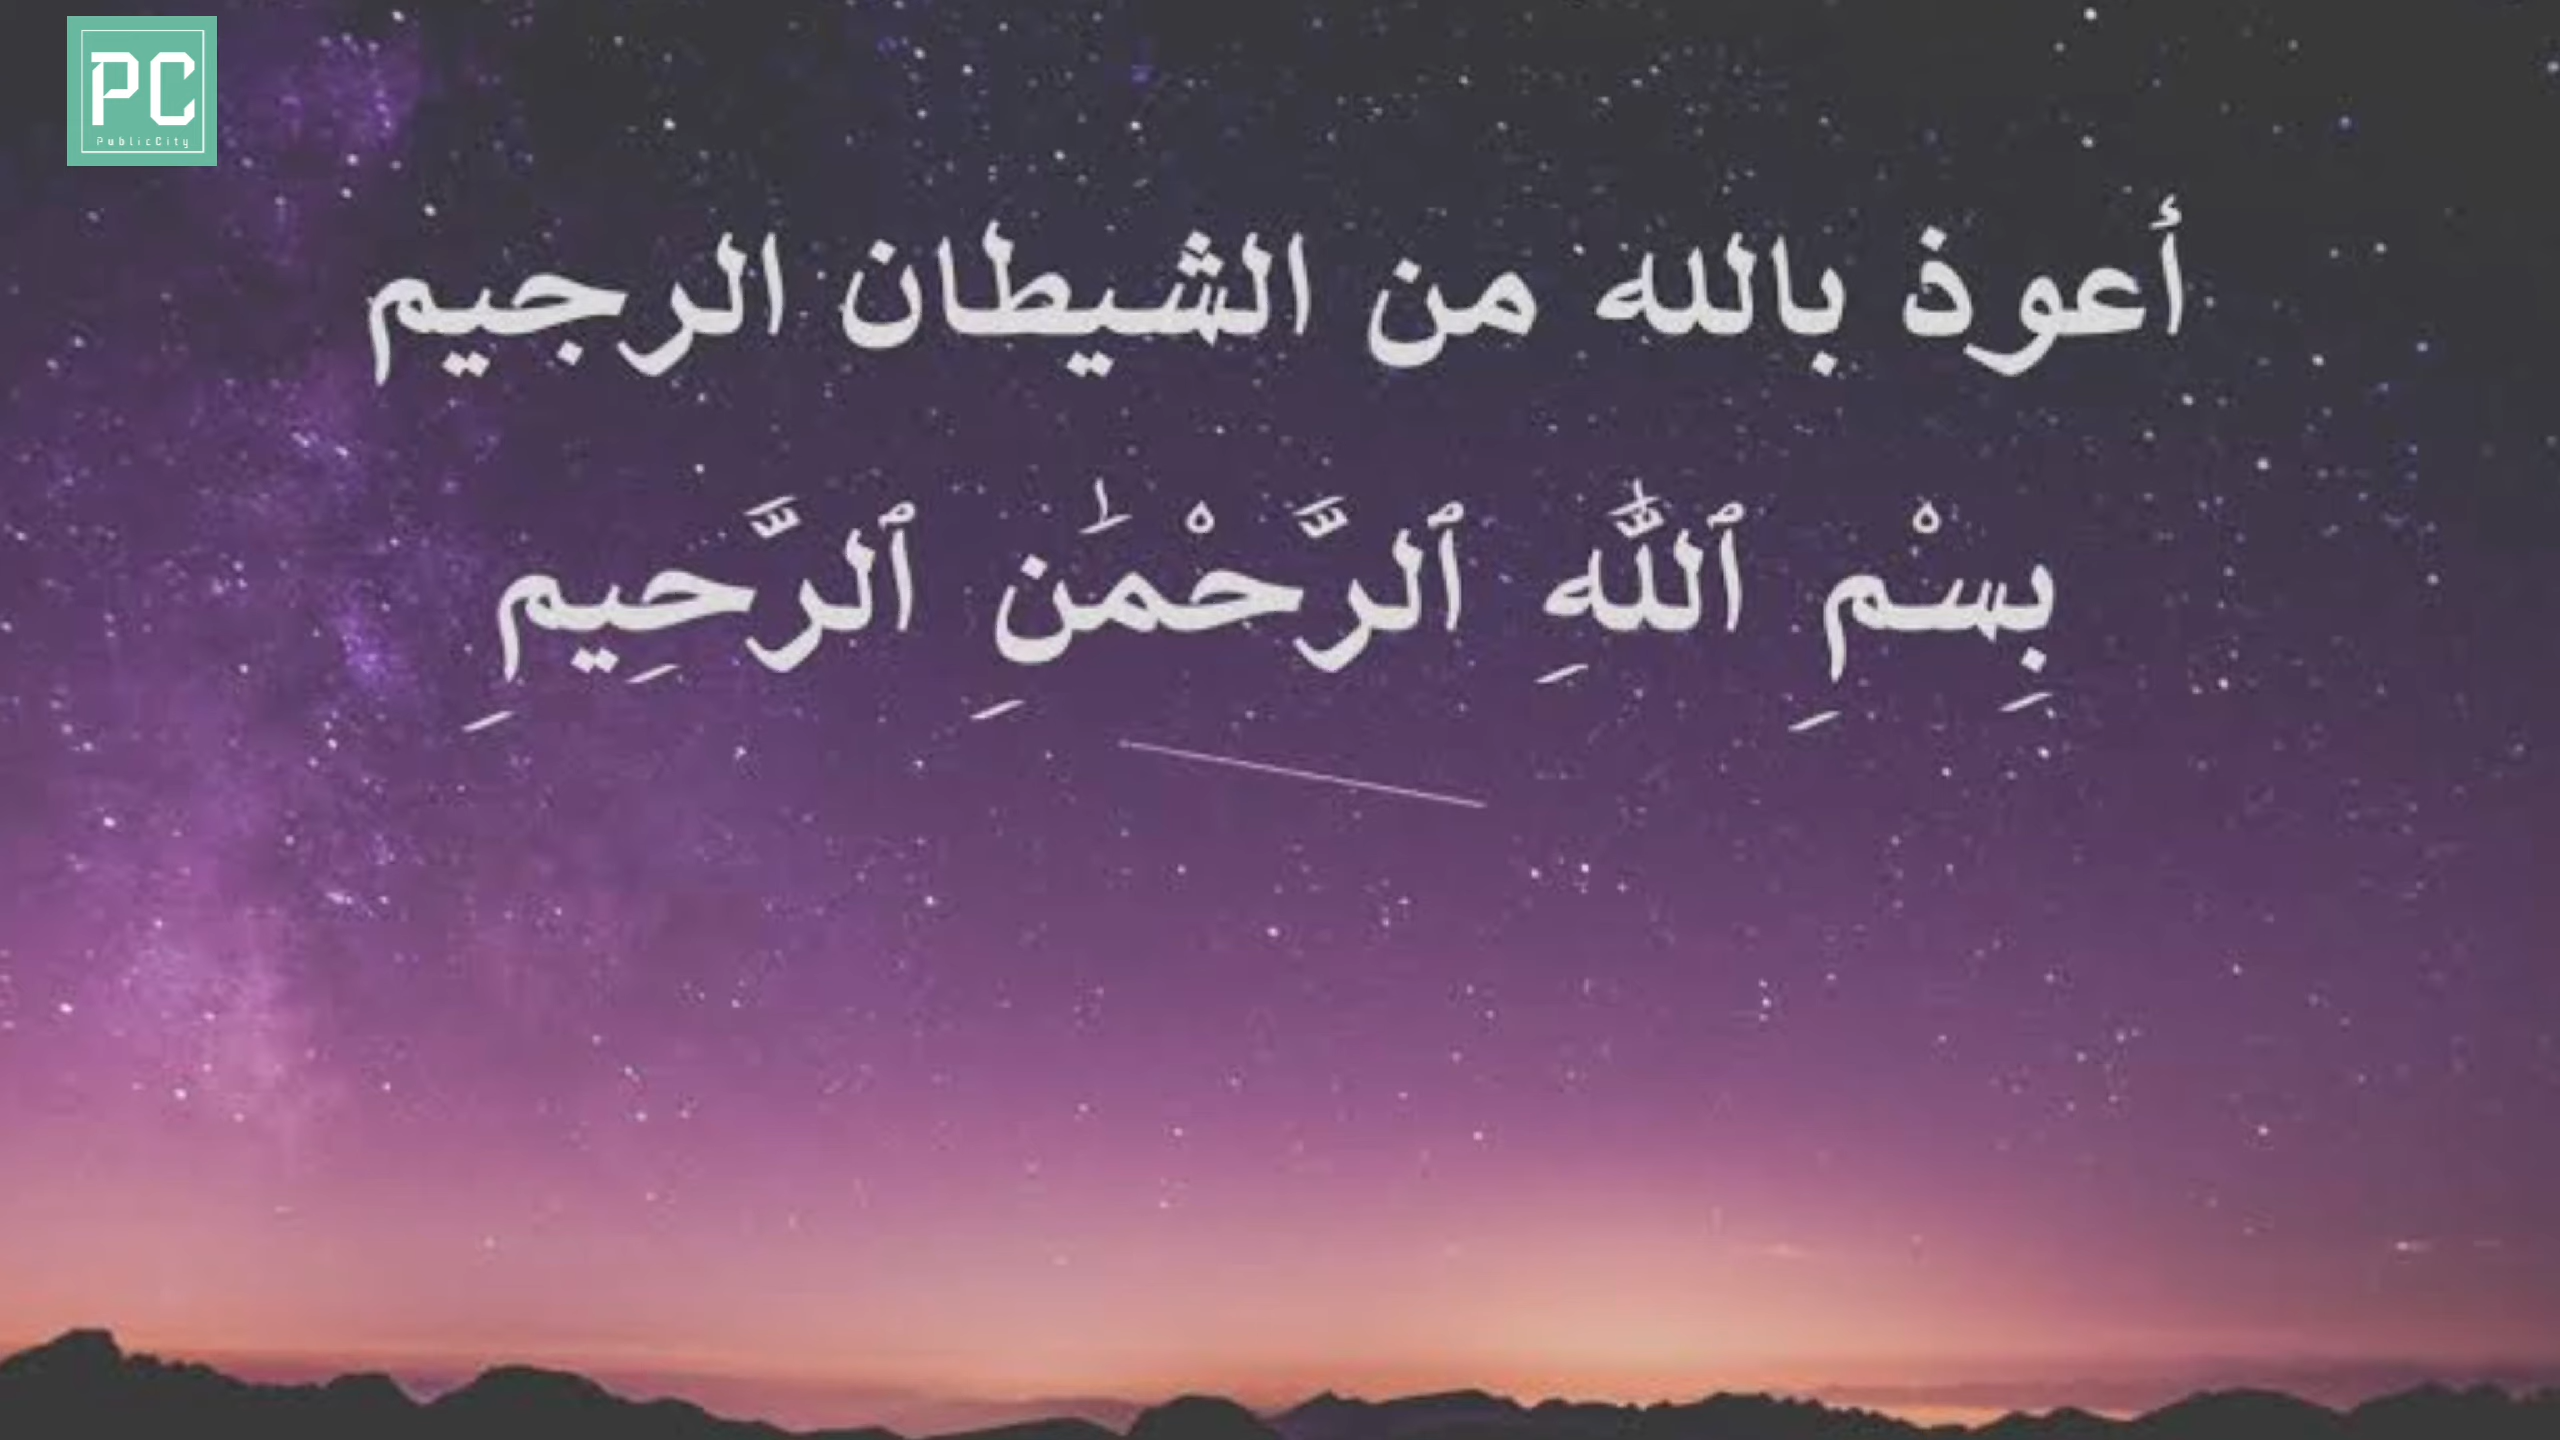 PC
PublicCity
أعوذ بالله من الشيطان الرجيم
بِسْمِ ٱللَّٰهِ ٱلرَّحْمَٰنِ ٱلرَّحِيمِ